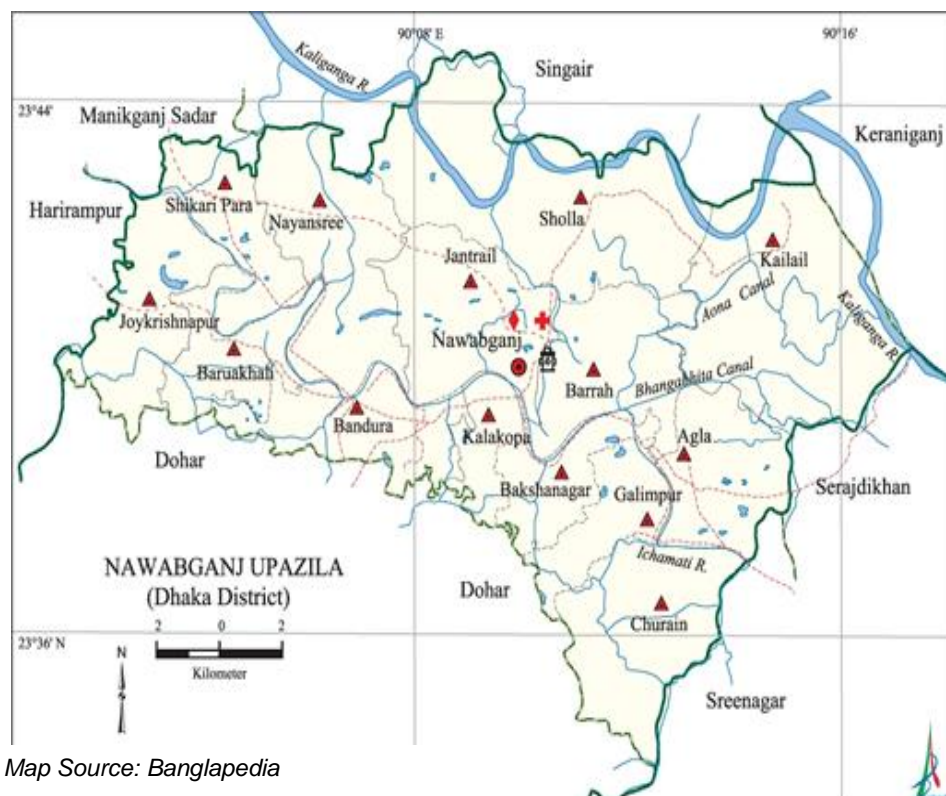 90°08' E
90°16'
Kaliganga R.
Singair
23°44'
Manikganj Sadar
Keraniganj
Harirampur
Shikari Para
Nayansree
Sholla
Kailail
Jantrail
Aona Canal
Joykrishnapur
Nawabganj
Kaliganga R.
Baruakhali
Barrah
Bhangabhita Canal
Bandura
Kalakopa
Agla
Dohar
Bakshanagar
Galimpur
Serajdikhan
Ichamati R.
NAWABGANJ UPAZILA
(Dhaka District)
Dohar
2 0 2
Kilometer
N
Churain
23°36' N
Sreenagar
Map Source: Banglapedia